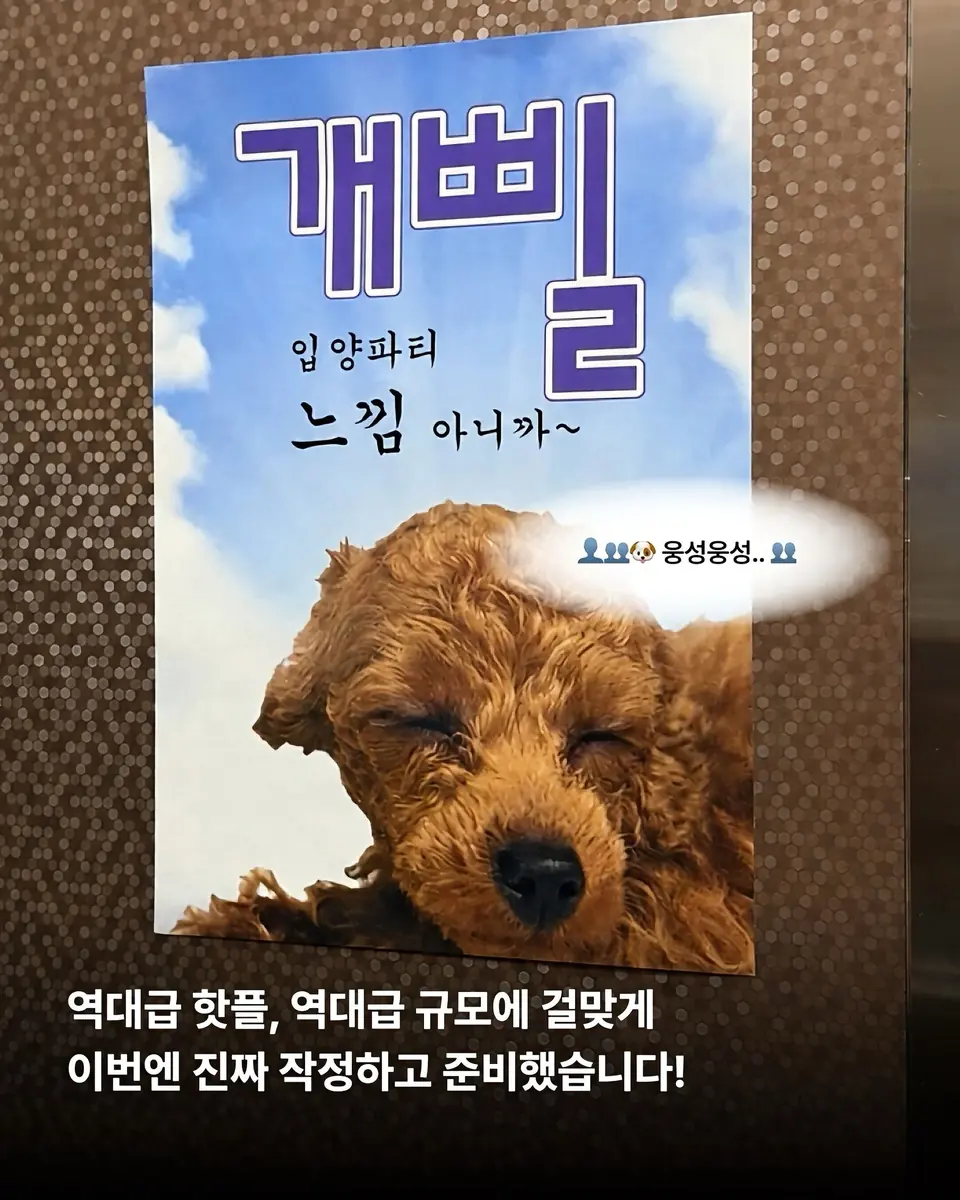 개삘
입양파티
느낌 아니까~
👤👥🐶 웅성웅성.. 👥
역대급 핫플, 역대급 규모에 걸맞게
이번엔 진짜 작정하고 준비했습니다!